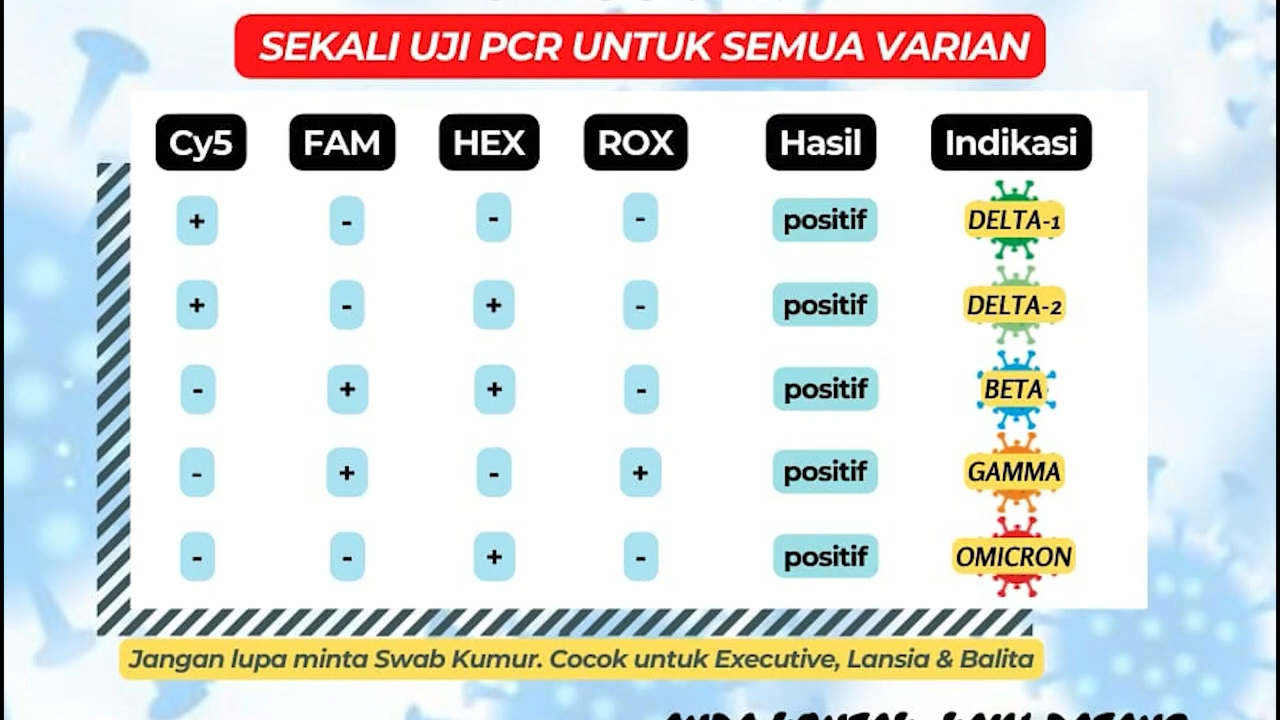 SEKALI UJI PCR UNTUK SEMUA VARIAN
Cy5 FAM HEX ROX Hasil Indikasi
+ - - - positif DELTA-1
+ - + - positif DELTA-2
- + + - positif BETA
- + - + positif GAMMA
- - + - positif OMICRON
Jangan lupa minta Swab Kumur. Cocok untuk Executive, Lansia & Balita